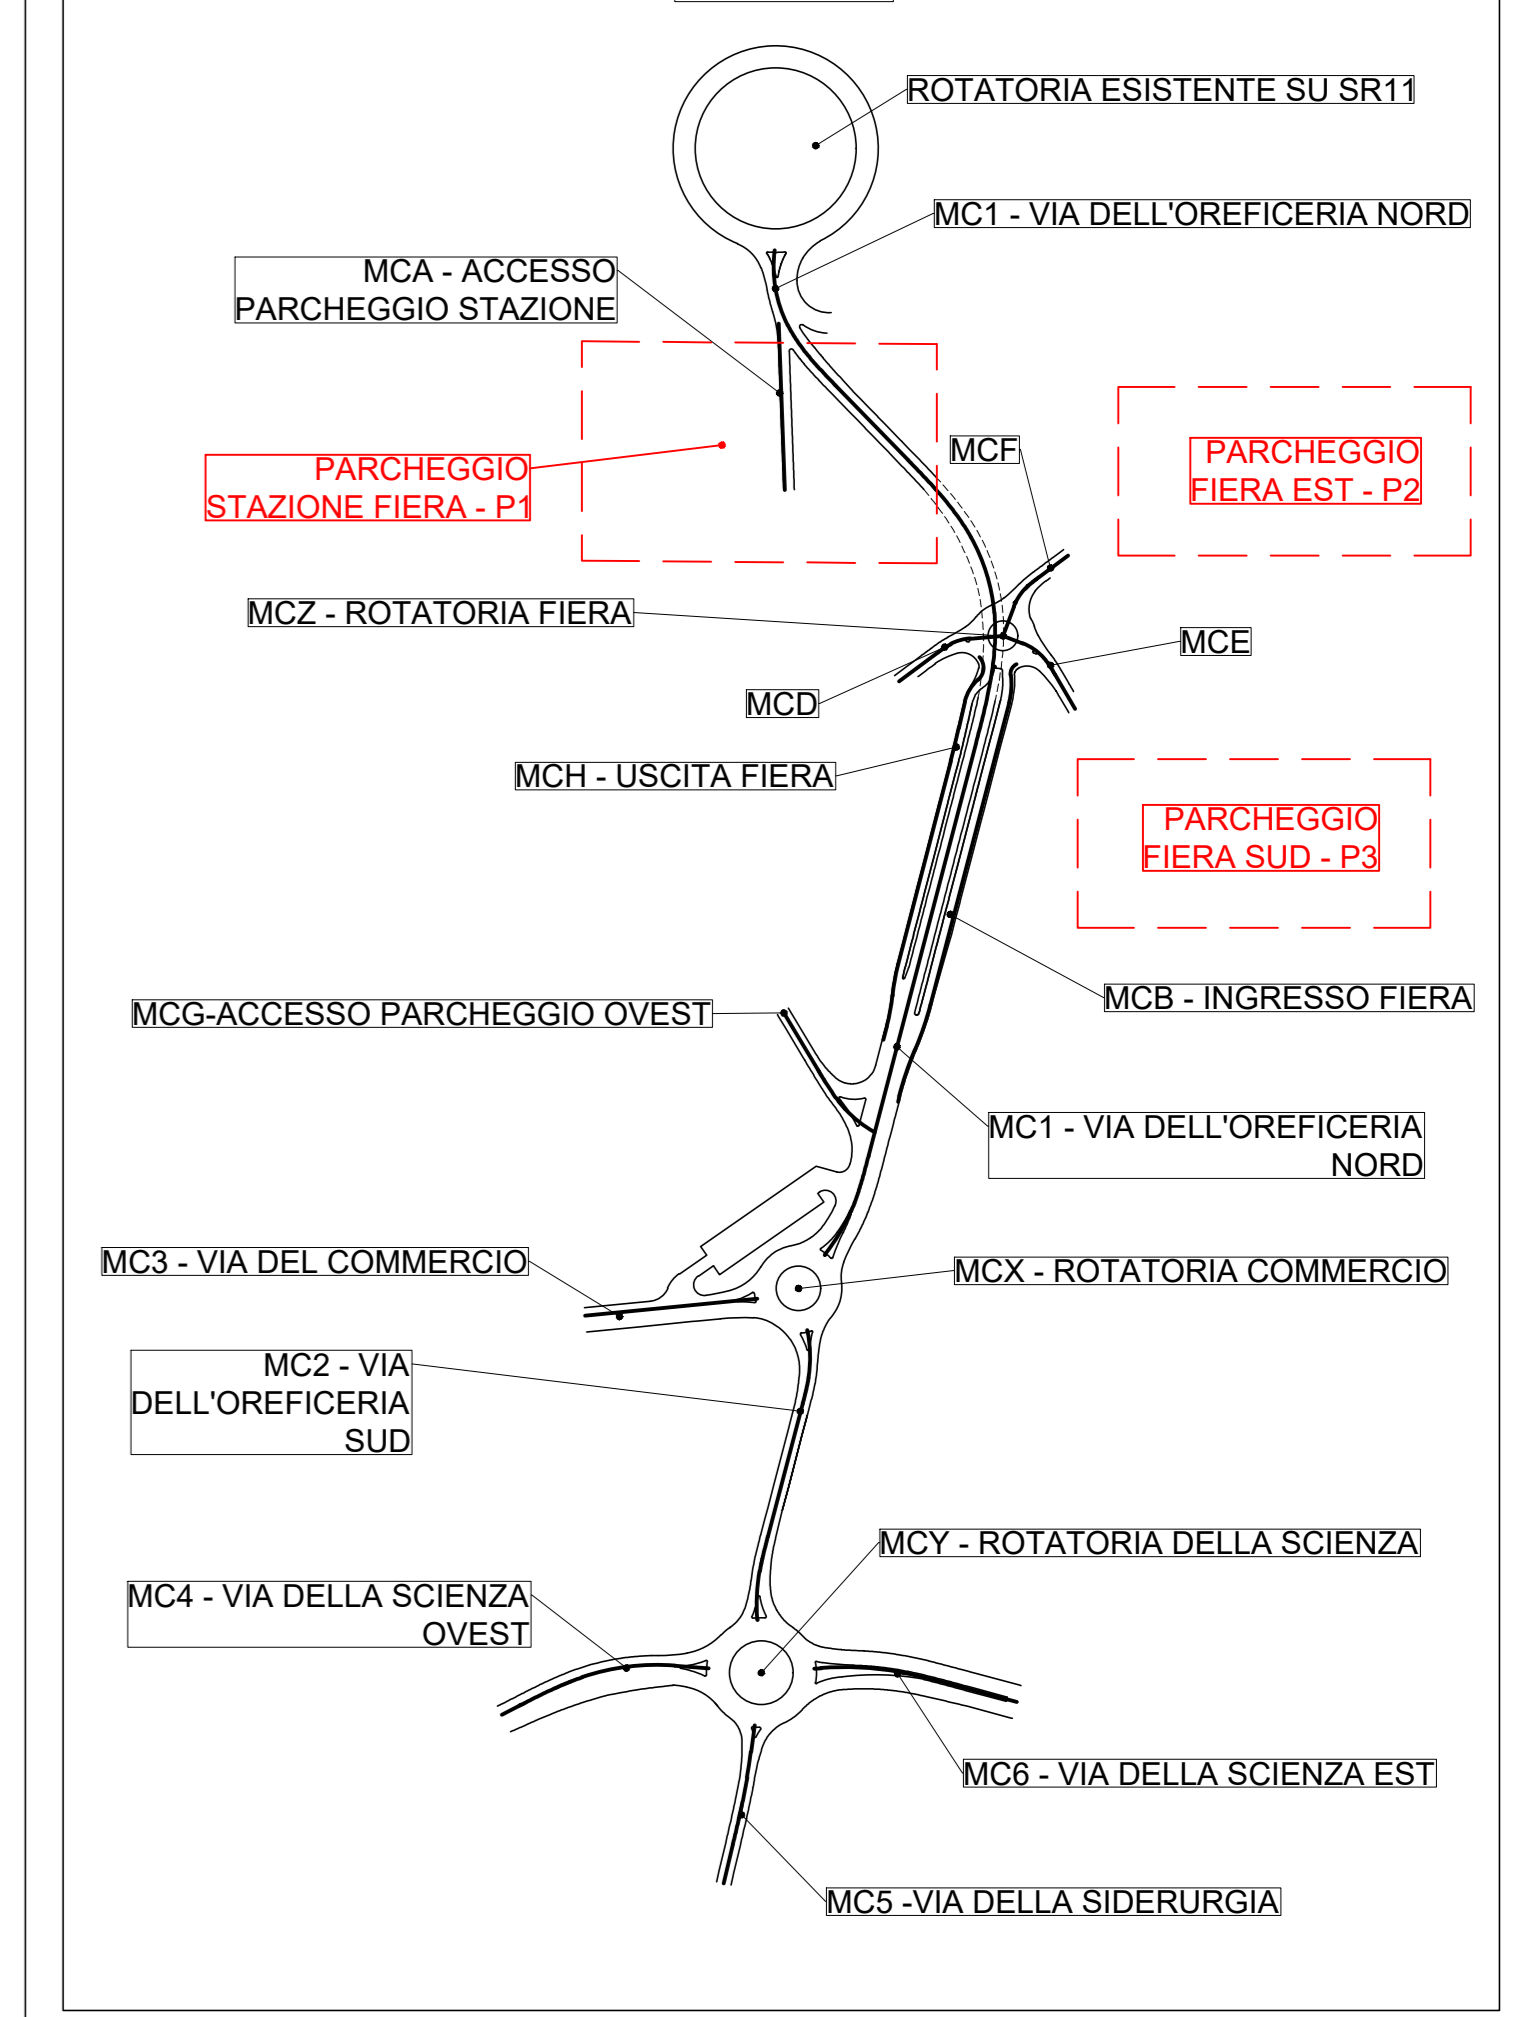 ROTATORIA ESISTENTE SU SR11
MC1 - VIA DELL'OREFICERIA NORD
MCA - ACCESSO
PARCHEGGIO STAZIONE
MCF
PARCHEGGIO
FIERA EST - P2
PARCHEGGIO
STAZIONE FIERA - P1
MCZ - ROTATORIA FIERA
MCE
MCD
MCH - USCITA FIERA
PARCHEGGIO
FIERA SUD - P3
MCB - INGRESSO FIERA
MCG-ACCESSO PARCHEGGIO OVEST
MC1 - VIA DELL'OREFICERIA
NORD
MC3 - VIA DEL COMMERCIO
MCX - ROTATORIA COMMERCIO
MC2 - VIA
DELL'OREFICERIA
SUD
MCY - ROTATORIA DELLA SCIENZA
MC4 - VIA DELLA SCIENZA
OVEST
MC6 - VIA DELLA SCIENZA EST
MC5 -VIA DELLA SIDERURGIA